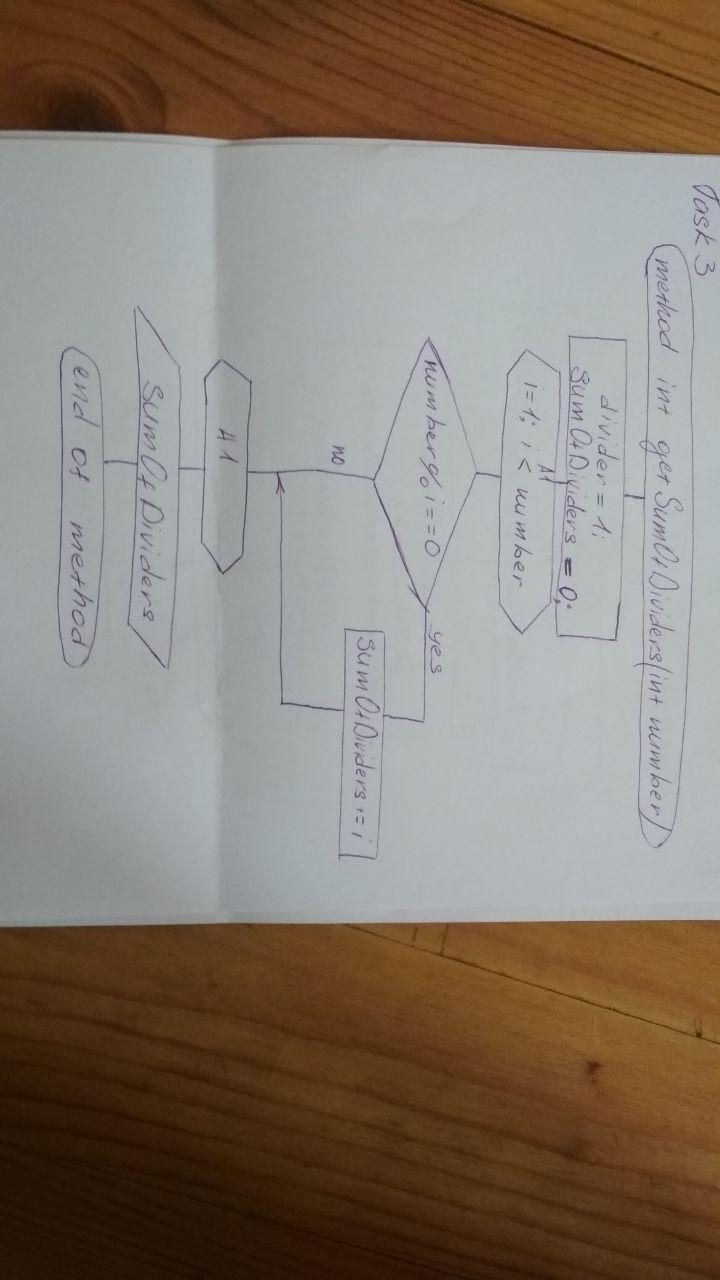 Task 3
method int getSumOfDividers(int number)
divider = 1;
sumOfDividers = 0;
A1
i=1; i < number
number % i == 0
yes
no
sumOfDividers += i
A1
sumOfDividers
end of method